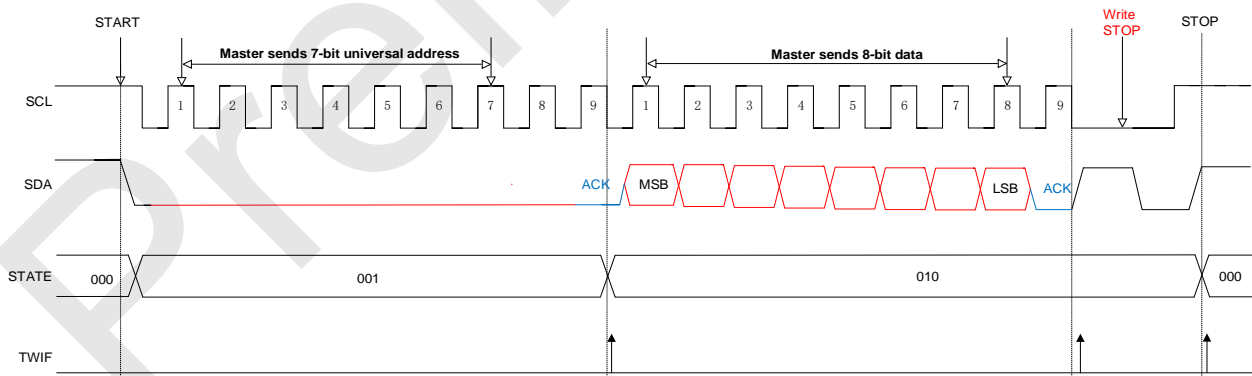 START
Write
STOP
STOP
Master sends 7-bit universal address
Master sends 8-bit data
SCL
1 2 3 4 5 6 7 8 9 1 2 3 4 5 6 7 8 9
SDA
ACK MSB LSB ACK
STATE
000 001 010 000
TWIF
Prel